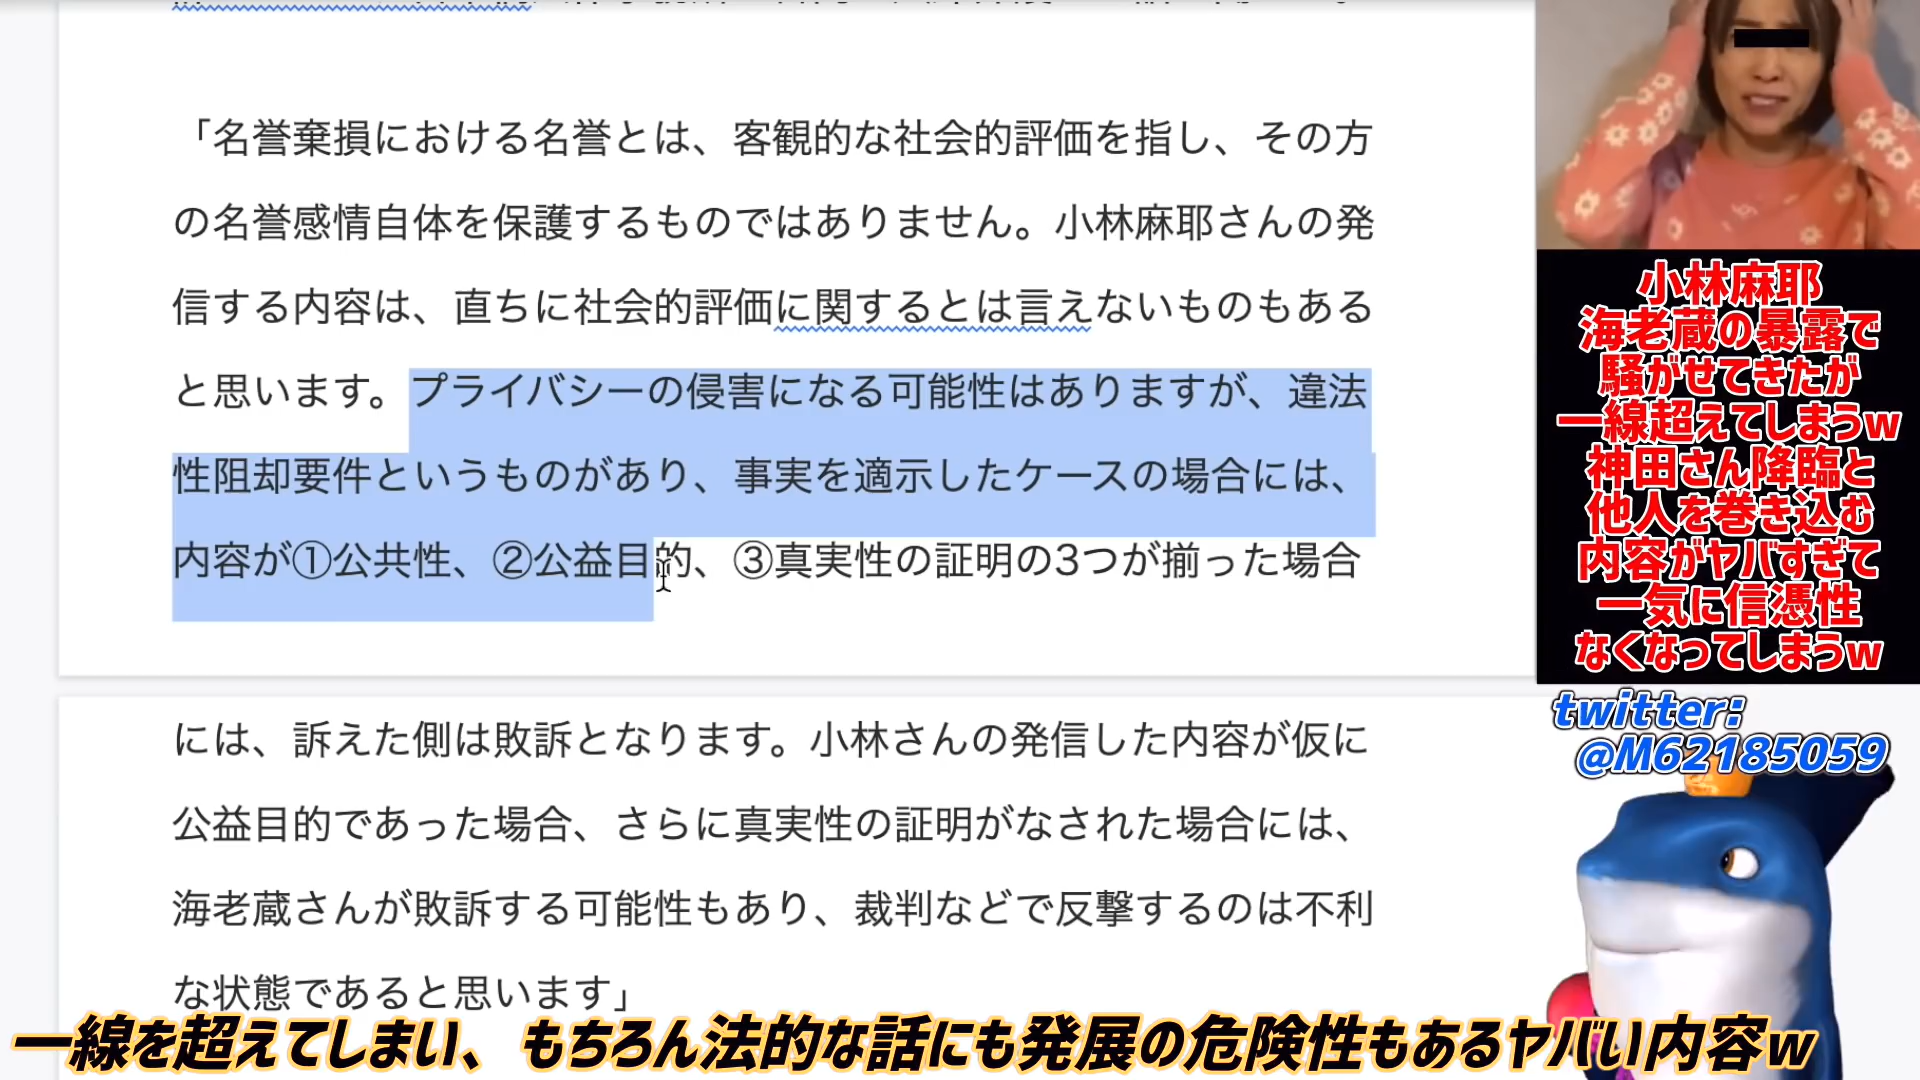 「名誉棄損における名誉とは、客観的な社会的評価を指し、その方
の名誉感情自体を保護するものではありません。小林麻耶さんの発
信する内容は、直ちに社会的評価に関するとは言えないものもある
と思います。プライバシーの侵害になる可能性はありますが、違法
性阻却要件というものがあり、事実を適示したケースの場合には、
内容が①公共性、②公益目的、③真実性の証明の3つが揃った場合
には、訴えた側は敗訴となります。小林さんの発信した内容が仮に
公益目的であった場合、さらに真実性の証明がなされた場合には、
海老蔵さんが敗訴する可能性もあり、裁判などで反撃するのは不利
な状態であると思います」
小林麻耶
海老蔵の暴露で
騒がせてきたが
一線超えてしまうw
神田さん降臨と
他人を巻き込む
内容がヤバすぎて
一気に信憑性
なくなってしまうw
twitter:
@M62185059
一線を超えてしまい、もちろん法的な話にも発展の危険性もあるヤバい内容w